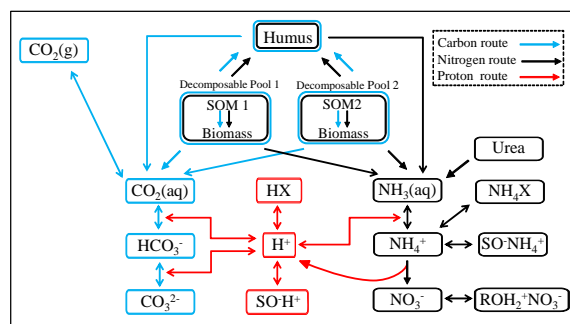 CO₂(g)
Humus
Carbon route
Nitrogen route
Proton route
Decomposable Pool 1
Decomposable Pool 2
SOM 1
Biomass
SOM2
Biomass
Urea
CO₂(aq)
HX
NH₃(aq)
NH₄X
HCO₃⁻
H⁺
NH₄⁺
SO⁻NH₄⁺
CO₃²⁻
SO⁻H⁺
NO₃⁻
ROH₂⁺NO₃⁻